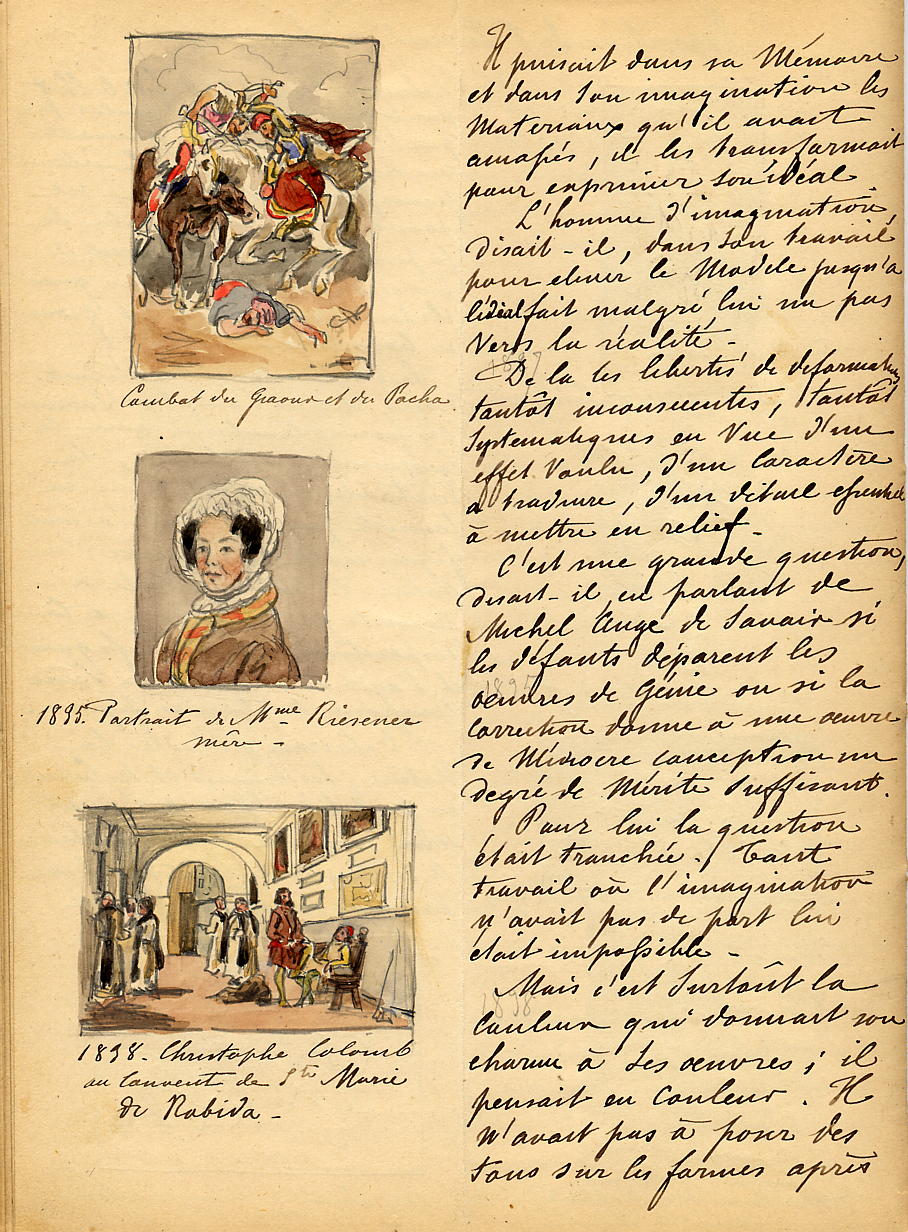 Combat du Giaour et du Pacha
1835. Portrait de Mme Riesener
mère -
1838. Christophe Colomb
au Couvent de Ste Marie
de Rabida -
Il puisait dans sa Mémoire
et dans son imagination les
Materiaux qu'il avait
amassés, il les transformait
pour exprimer son idéal
L'homme d'imagination,
disait-il, dans son travail
pour elever le Modele jusqu'à
l'idéal fait malgré lui un pas
Vers la réalité -
De la les libertés de deformation
tantôt inconscientes, tantôt
Systematiques en Vue d'un
effet Voulu, d'un Caractère
a traduire, d'un détail essentiel
à mettre en relief -
C'est une grande question,
disait-il, en parlant de
Michel Ange de Savoir si
les défauts déparent les
oeuvres de Génie ou si la
Correction donne à une oeuvre
de Médiocre conception un
degré de Mérite Suffisant.
Pour lui la question
était tranchée. Tout
travail où l'imagination
n'avait pas de part lui
était impossible -
Mais c'est Surtout la
Couleur qui donnait son
charme à Ses oeuvres; il
pensait en Couleur. Il
n'avait pas à poser des
tons sur les formes après